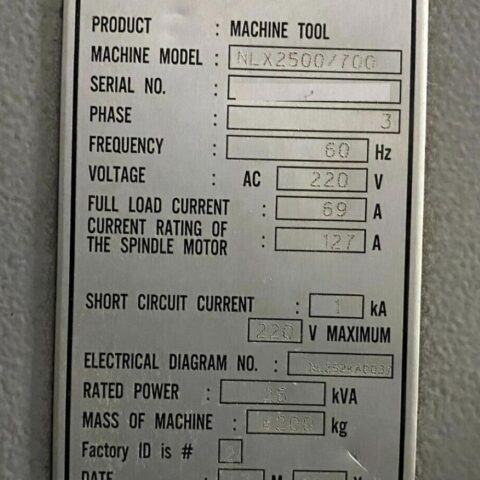 PRODUCT : MACHINE TOOL
MACHINE MODEL : NLX2500/700
SERIAL NO. :
PHASE : 3
FREQUENCY : 60 Hz
VOLTAGE : AC 220 V
FULL LOAD CURRENT : 69 A
CURRENT RATING OF
THE SPINDLE MOTOR : 127 A
SHORT CIRCUIT CURRENT : 1 kA
220 V MAXIMUM
ELECTRICAL DIAGRAM NO. :
RATED POWER : 26 kVA
MASS OF MACHINE : kg
Factory ID is #
DATE : M Y